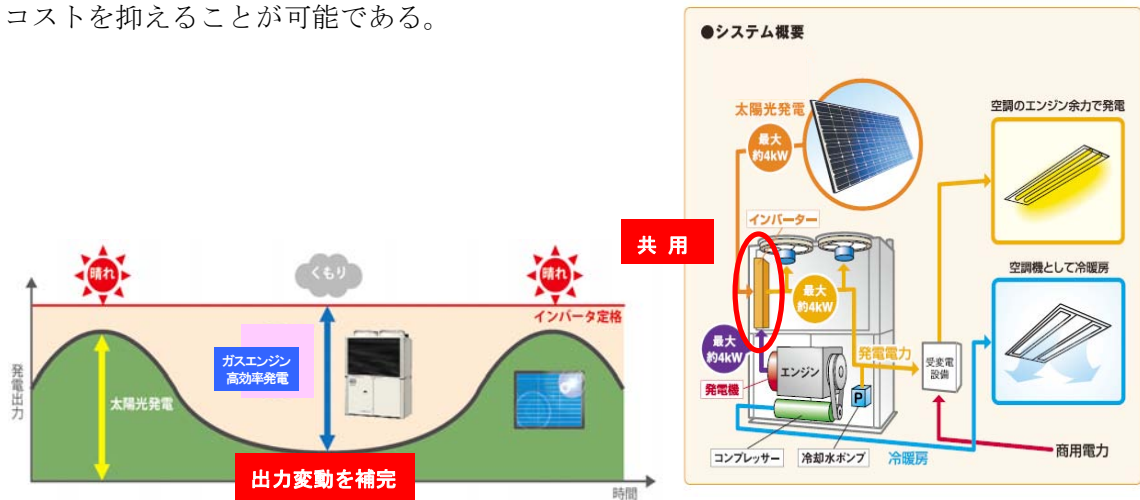 コストを抑えることが可能である。
晴れ
くもり
晴れ
インバータ定格
発電出力
太陽光発電
ガスエンジン
高効率発電
出力変動を補完
時間
●システム概要
太陽光発電
最大
約4kW
空調のエンジン余力で発電
共 用
インバーター
最大
約4kW
空調機として冷暖房
最大
約4kW
発電電力
受変電
設備
エンジン
発電機
P
コンプレッサー
冷却水ポンプ
冷暖房
商用電力